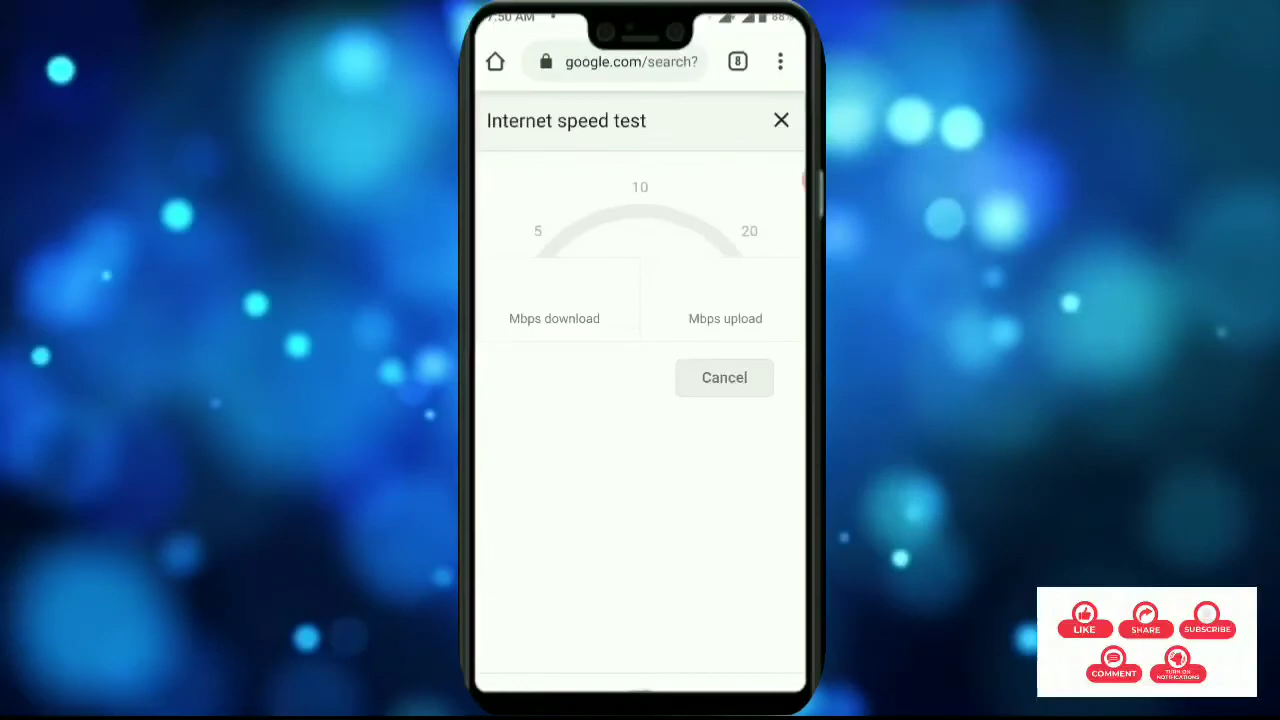 7:50 AM
88%
google.com/search?
8
Internet speed test
10
5
20
Mbps download
Mbps upload
Cancel
LIKE
SHARE
SUBSCRIBE
COMMENT
TURN ON
NOTIFICATIONS